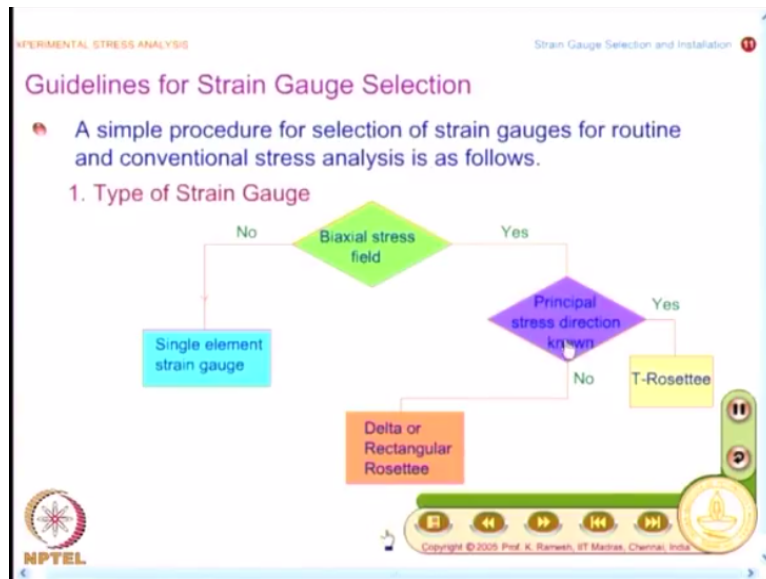 XPERIMENTAL STRESS ANALYSIS
Strain Gauge Selection and Installation 11
Guidelines for Strain Gauge Selection
A simple procedure for selection of strain gauges for routine
and conventional stress analysis is as follows.
1. Type of Strain Gauge
No
Biaxial stress
field
Yes
Principal
stress direction
known
Yes
Single element
strain gauge
No
T-Rosettee
Delta or
Rectangular
Rosettee
NPTEL
Copyright © 2005 Prof. K. Ramesh, IIT Madras, Chennai, India